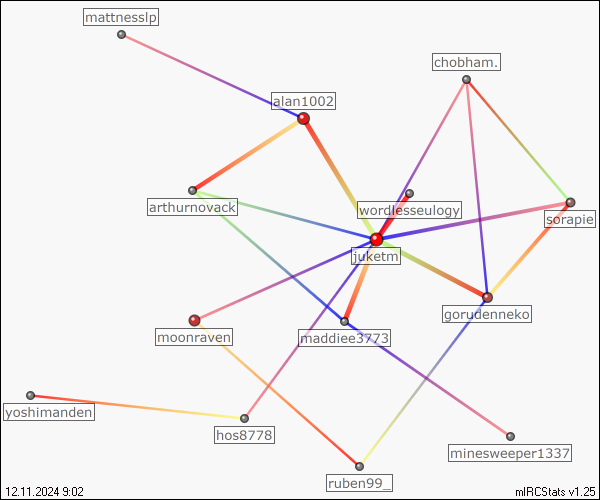 mattnesslp
chobham.
alan1002
arthurnovack
wordlesseulogy
sorapie
juketm
gorudenneko
moonraven
maddiee3773
yoshimanden
hos8778
minesweeper1337
ruben99_
12.11.2024 9:02
mIRCStats v1.25